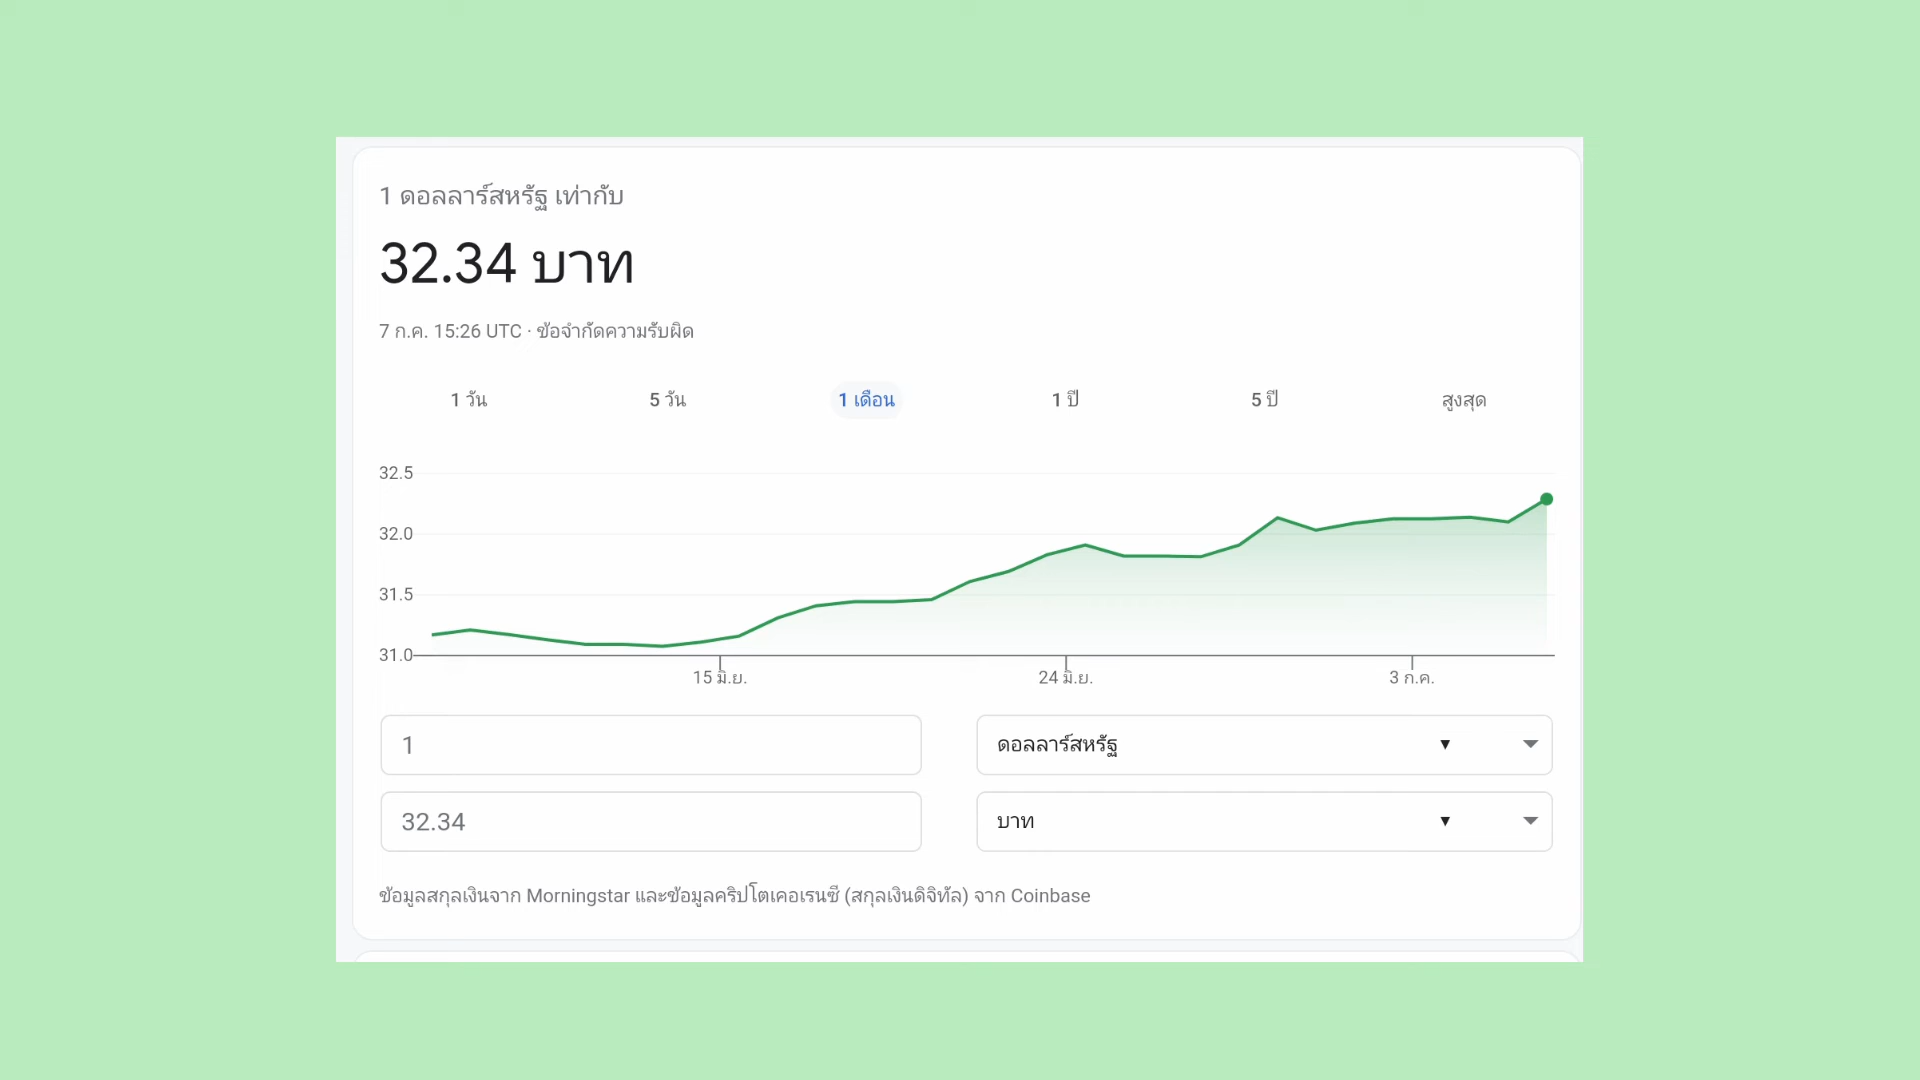 1 ดอลลาร์สหรัฐ เท่ากับ
32.34 บาท
7 ก.ค. 15:26 UTC · ข้อจำกัดความรับผิด
1 วัน 5 วัน 1 เดือน 1 ปี 5 ปี สูงสุด
32.5
32.0
31.5
31.0
15 มิ.ย. 24 มิ.ย. 3 ก.ค.
1 ดอลลาร์สหรัฐ
32.34 บาท
ข้อมูลสกุลเงินจาก Morningstar และข้อมูลคริปโตเคอเรนซี (สกุลเงินดิจิทัล) จาก Coinbase